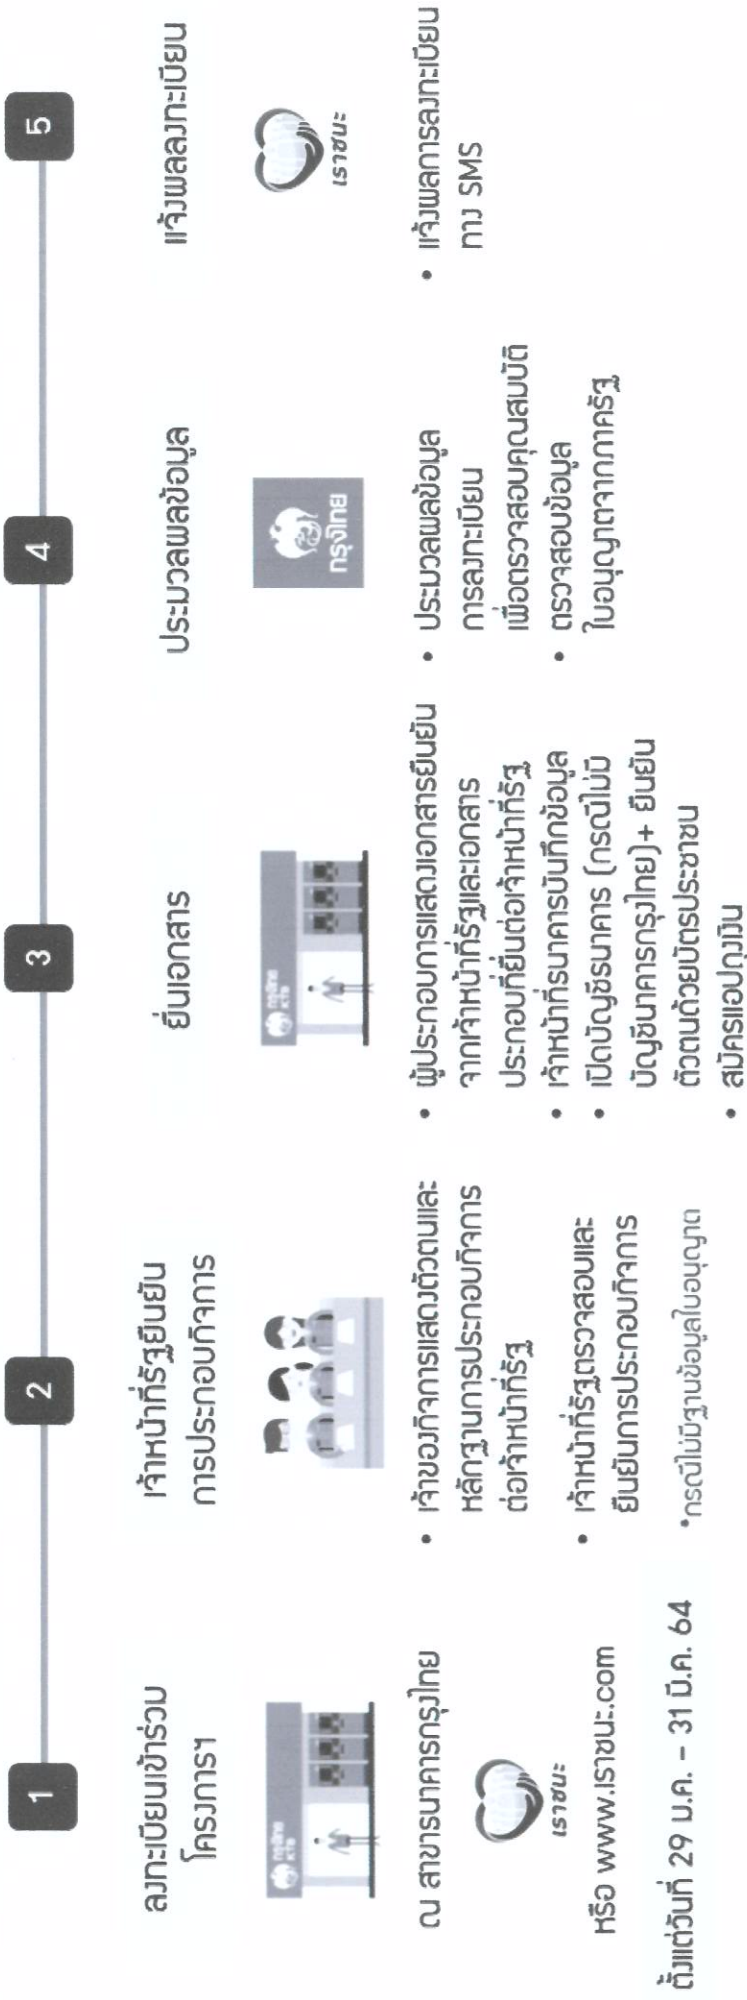 1
ลงทะเบียนเข้าร่วม
โครงการฯ
กรุงไทย
KTB
ณ สาขาธนาคารกรุงไทย
เราชนะ
หรือ www.เราชนะ.com
ตั้งแต่วันที่ 29 ม.ค. – 31 มี.ค. 64
2
เจ้าหน้าที่รัฐยืนยัน
การประกอบกิจการ
• เจ้าของกิจการแสดงตัวตนและ
หลักฐานการประกอบกิจการ
ต่อเจ้าหน้าที่รัฐ
• เจ้าหน้าที่รัฐตรวจสอบและ
ยืนยันการประกอบกิจการ
*กรณีไม่มีฐานข้อมูลใบอนุญาต
3
ยื่นเอกสาร
กรุงไทย
KTB
• ผู้ประกอบการแสดงเอกสารยืนยัน
จากเจ้าหน้าที่รัฐและเอกสาร
ประกอบที่ยื่นต่อเจ้าหน้าที่รัฐ
• เจ้าหน้าที่ธนาคารบันทึกข้อมูล
• เปิดบัญชีธนาคาร (กรณีไม่มี
บัญชีธนาคารกรุงไทย)+ ยืนยัน
ตัวตนด้วยบัตรประชาชน
• สมัครแอปถุงเงิน
4
ประมวลผลข้อมูล
กรุงไทย
• ประมวลผลข้อมูล
การลงทะเบียน
เพื่อตรวจสอบคุณสมบัติ
• ตรวจสอบข้อมูล
ใบอนุญาตจากภาครัฐ
5
แจ้งผลลงทะเบียน
เราชนะ
• แจ้งผลการลงทะเบียน
ทาง SMS